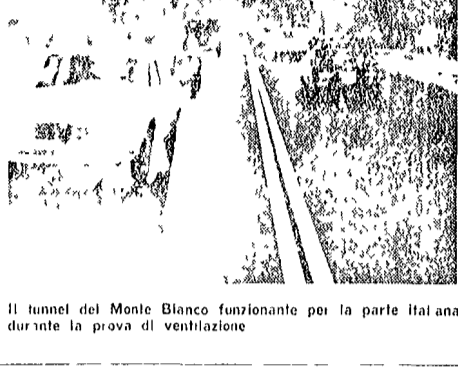 Il tunnel del Monte Bianco funzionante per la parte italiana
durante la prova di ventilazione